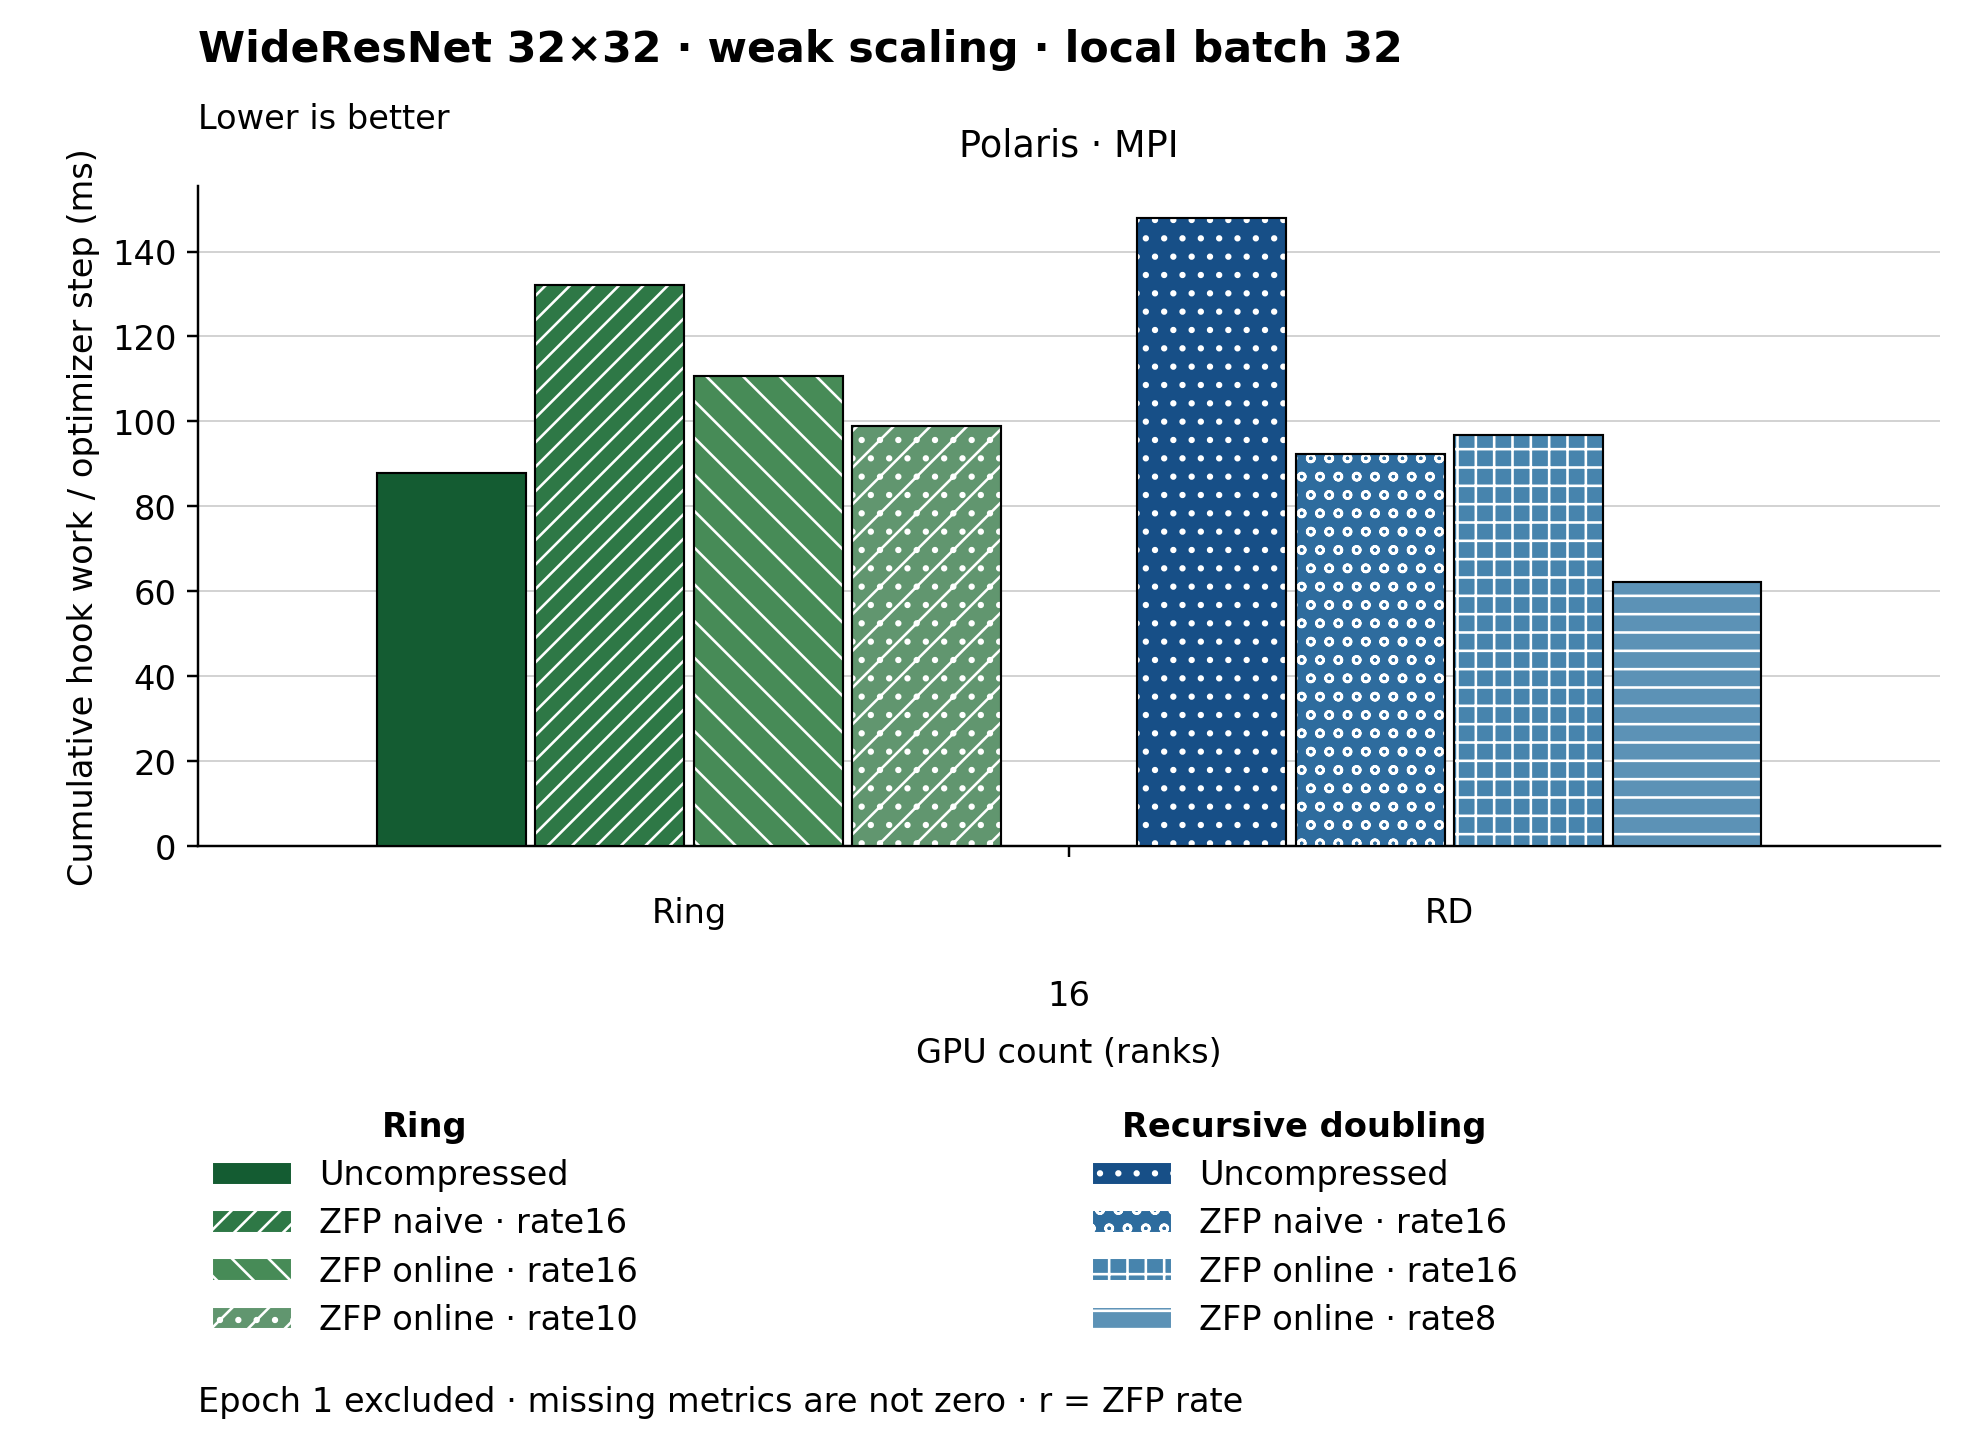 WideResNet 32×32 · weak scaling · local batch 32
Lower is better
Polaris · MPI
Cumulative hook work / optimizer step (ms)
140
120
100
80
60
40
20
0
Ring
RD
16
GPU count (ranks)
Ring
Uncompressed
ZFP naive · rate16
ZFP online · rate16
ZFP online · rate10
Recursive doubling
Uncompressed
ZFP naive · rate16
ZFP online · rate16
ZFP online · rate8
Epoch 1 excluded · missing metrics are not zero · r = ZFP rate